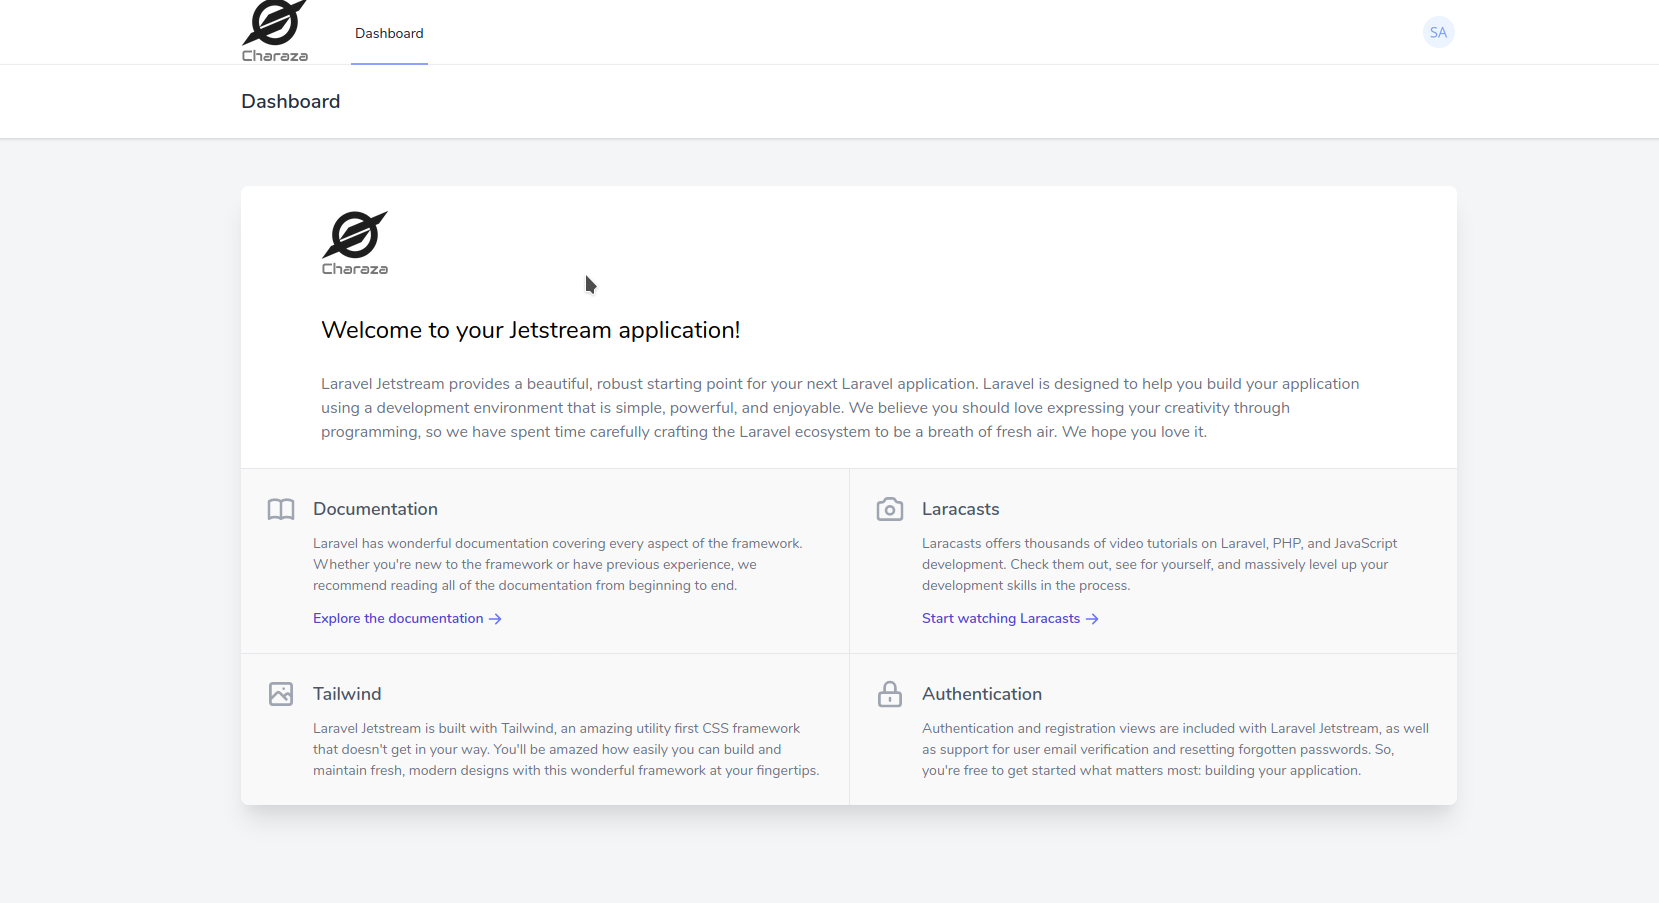 Charaza
Dashboard
SA
Dashboard
Charaza
Welcome to your Jetstream application!
Laravel Jetstream provides a beautiful, robust starting point for your next Laravel application. Laravel is designed to help you build your application
using a development environment that is simple, powerful, and enjoyable. We believe you should love expressing your creativity through
programming, so we have spent time carefully crafting the Laravel ecosystem to be a breath of fresh air. We hope you love it.
Documentation
Laravel has wonderful documentation covering every aspect of the framework.
Whether you're new to the framework or have previous experience, we
recommend reading all of the documentation from beginning to end.
Explore the documentation →
Laracasts
Laracasts offers thousands of video tutorials on Laravel, PHP, and JavaScript
development. Check them out, see for yourself, and massively level up your
development skills in the process.
Start watching Laracasts →
Tailwind
Laravel Jetstream is built with Tailwind, an amazing utility first CSS framework
that doesn't get in your way. You'll be amazed how easily you can build and
maintain fresh, modern designs with this wonderful framework at your fingertips.
Authentication
Authentication and registration views are included with Laravel Jetstream, as well
as support for user email verification and resetting forgotten passwords. So,
you're free to get started what matters most: building your application.